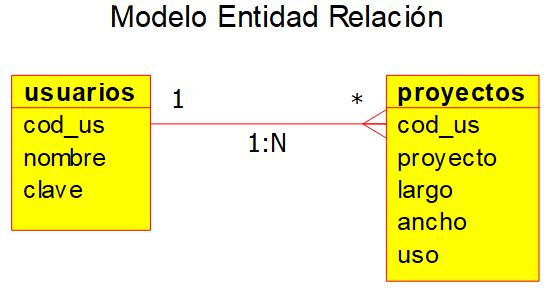 Modelo Entidad Relación
usuarios
cod_us
nombre
clave
1
*
1:N
proyectos
cod_us
proyecto
largo
ancho
uso